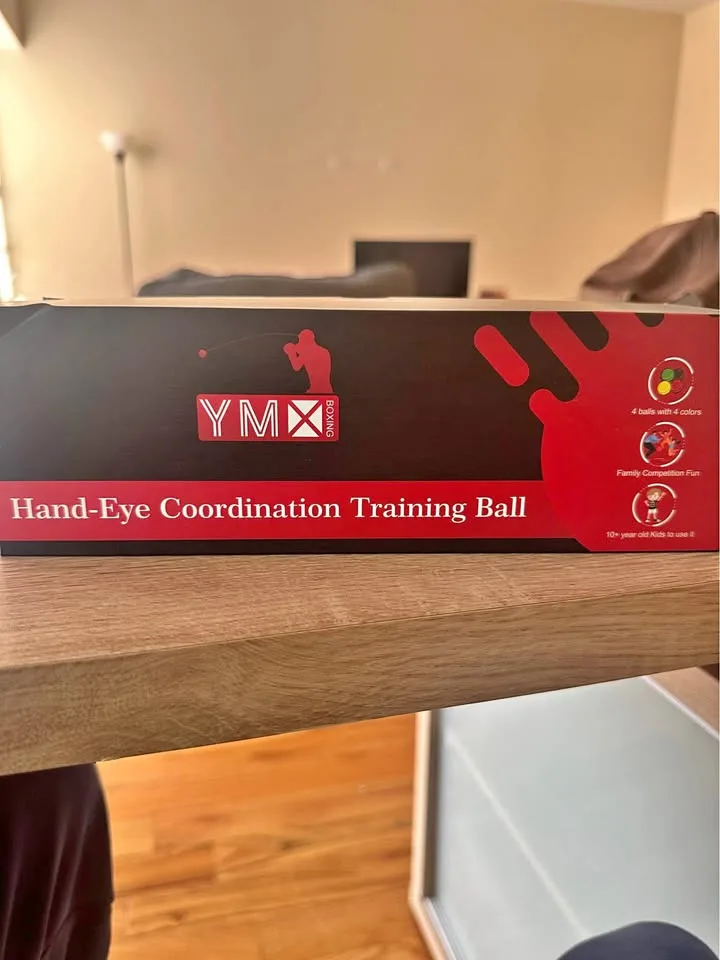 YMX BOXING
Hand-Eye Coordination Training Ball
4 balls with 4 colors
Family Competition Fun
10+ year old Kids to use it